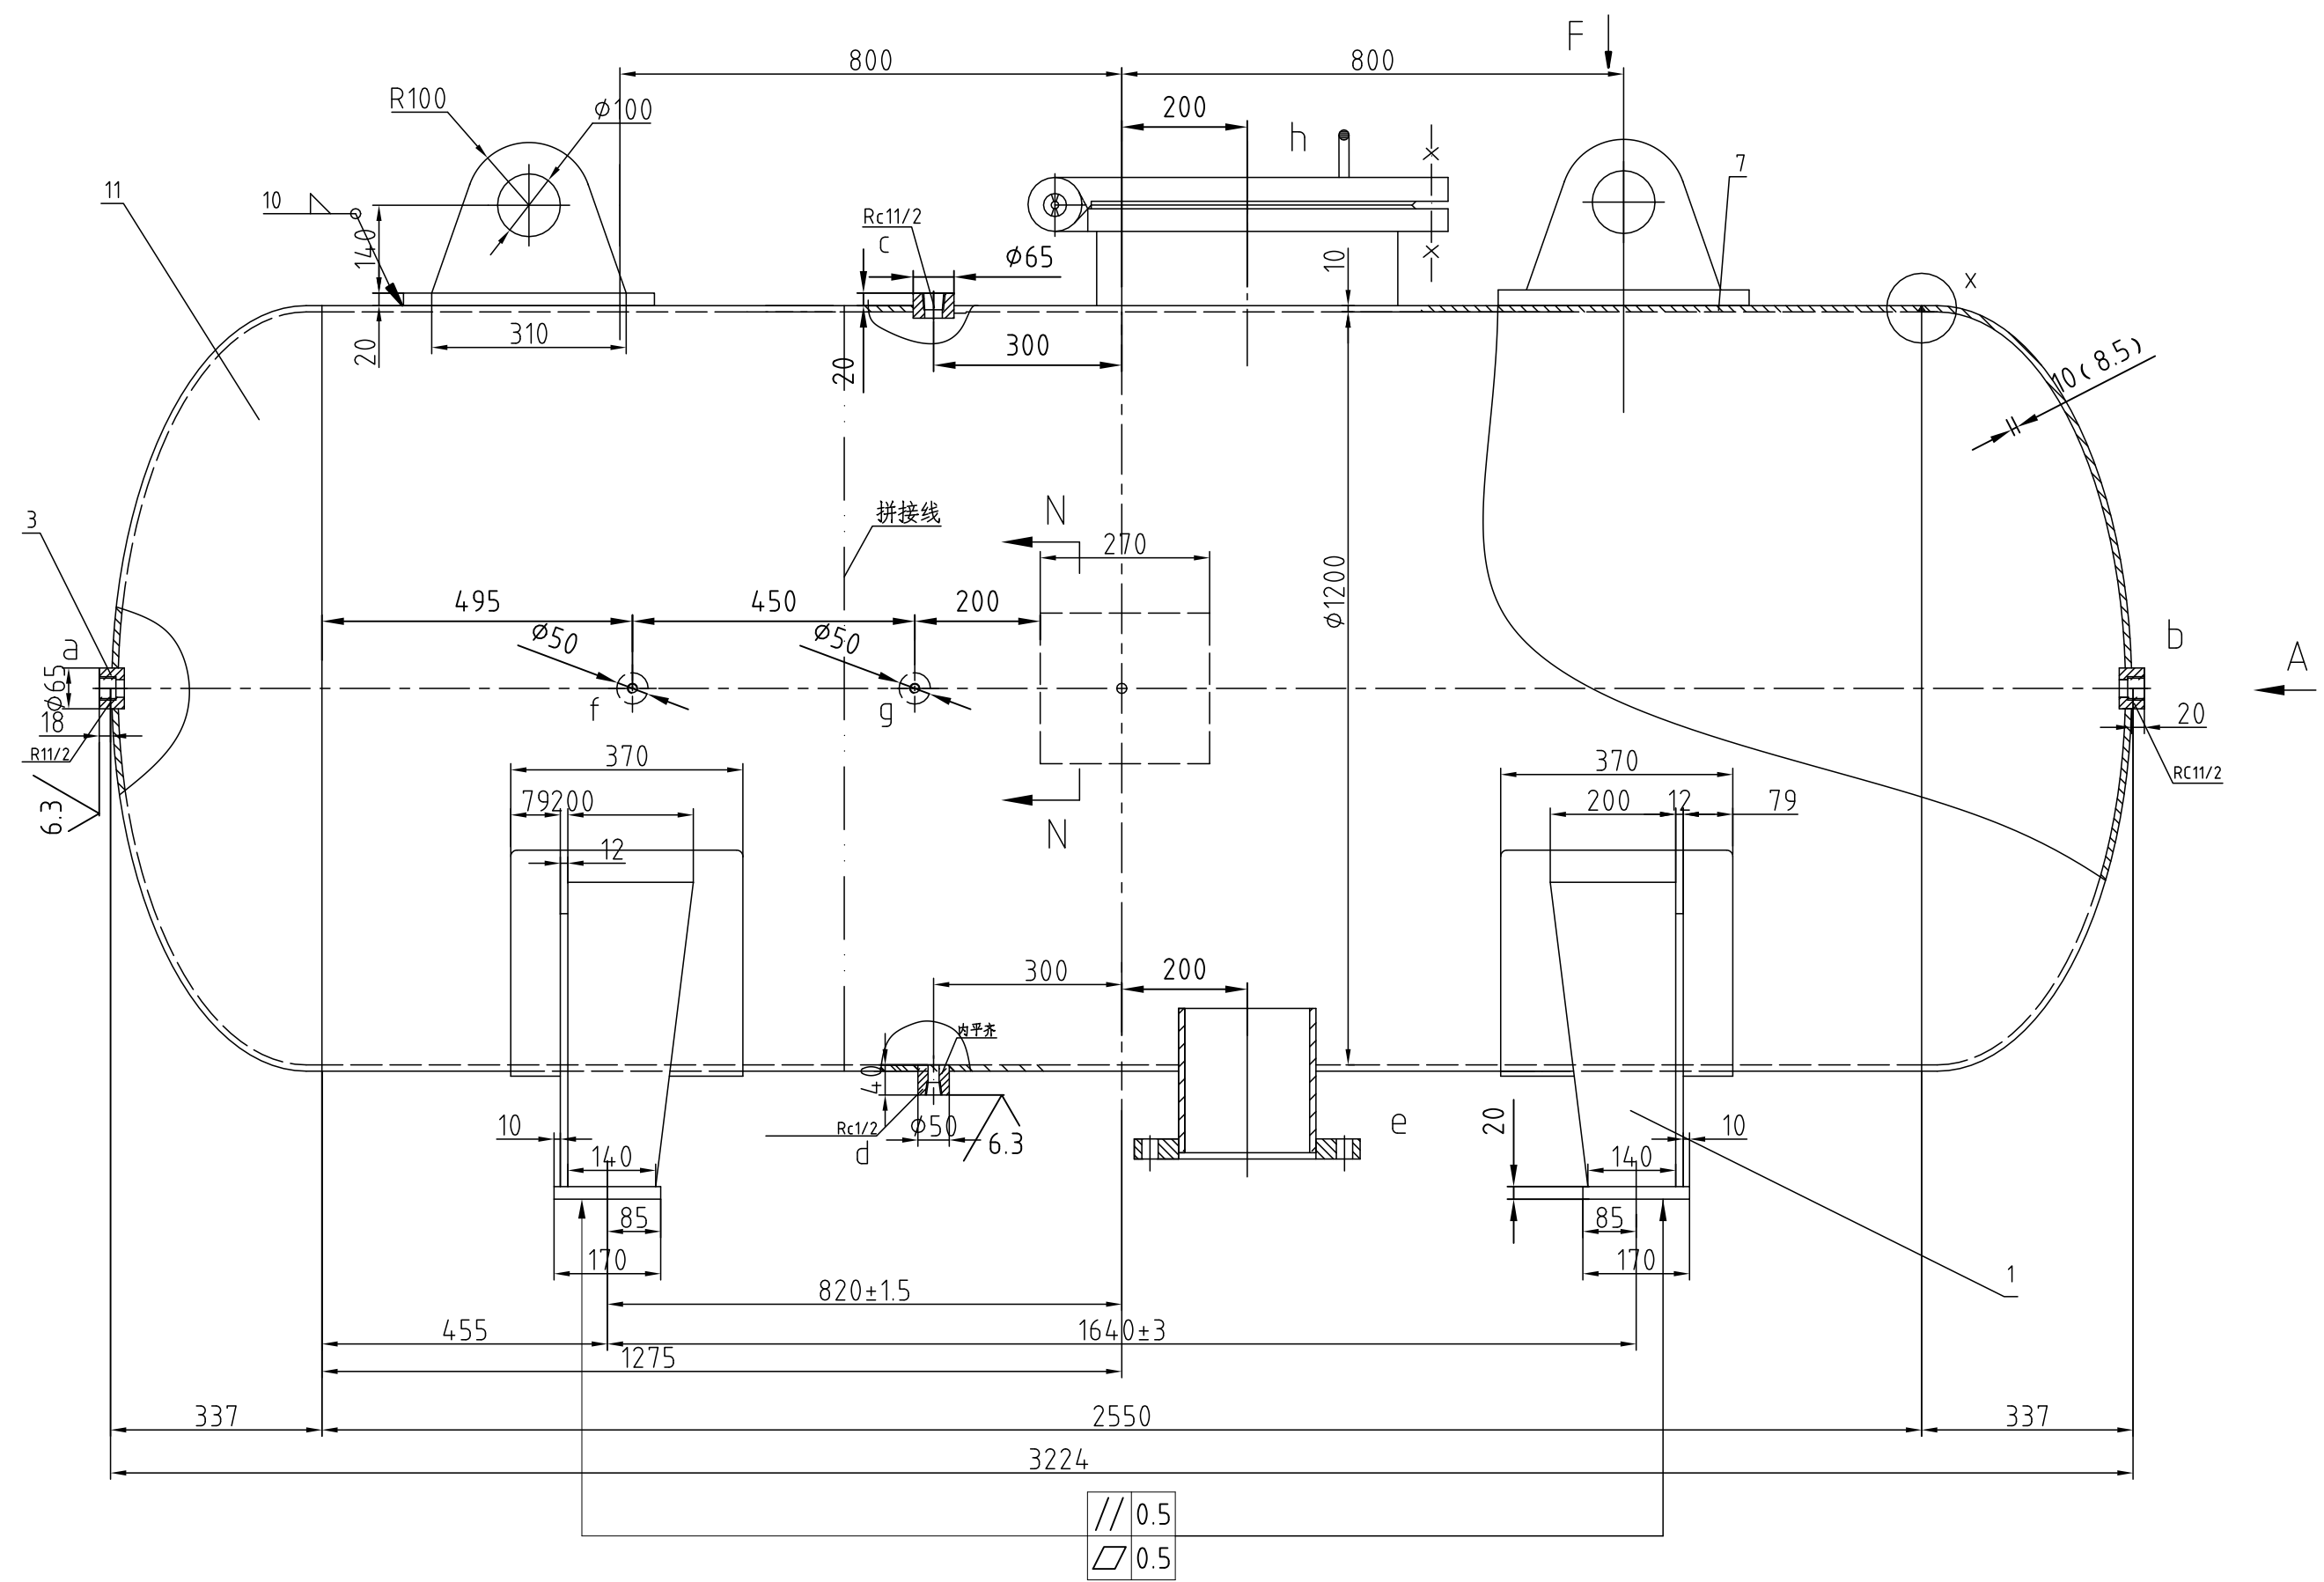 F
800
800
200
R100
φ100
h
x
7
11
10
Rc11/2
c
φ65
140
10
x
x
310
20
300
20
10(8.5)
拼接线
N
3
270
495
450
200
φ1200
φ50
φ50
a
b
A
φ65
f
g
18
20
R11/2
370
370
RC11/2
6.3
79
200
200
12
79
N
12
300
200
内平齐
40
Rc1/2
φ50
d
6.3
e
10
20
10
140
140
85
85
170
170
1
820±1.5
455
1640±3
1275
337
2550
337
3224
// 0.5
▱ 0.5